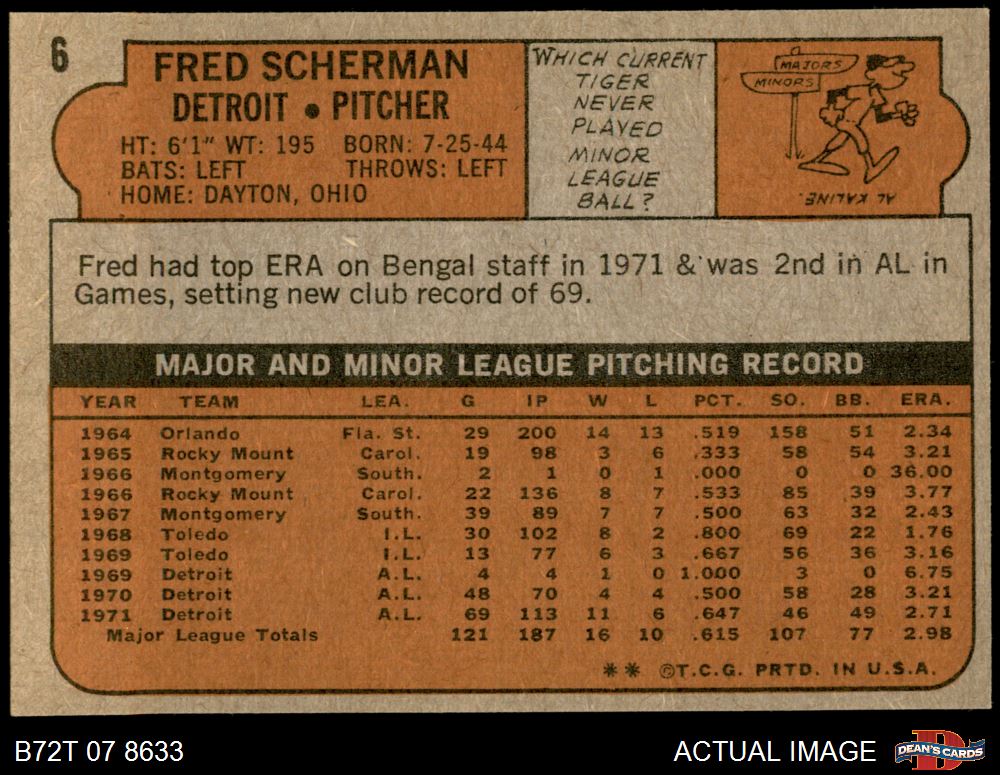 6
FRED SCHERMAN
DETROIT • PITCHER
HT: 6'1" WT: 195 BORN: 7-25-44
BATS: LEFT THROWS: LEFT
HOME: DAYTON, OHIO
WHICH CURRENT
TIGER
NEVER
PLAYED
MINOR
LEAGUE
BALL?
MAJORS
MINORS
AL KALINE.
Fred had top ERA on Bengal staff in 1971 & was 2nd in AL in
Games, setting new club record of 69.
MAJOR AND MINOR LEAGUE PITCHING RECORD
YEAR TEAM LEA. G IP W L PCT. SO. BB. ERA.
1964 Orlando Fla. St. 29 200 14 13 .519 158 51 2.34
1965 Rocky Mount Carol. 19 98 3 6 .333 58 54 3.21
1966 Montgomery South. 2 1 0 1 .000 0 0 36.00
1966 Rocky Mount Carol. 22 136 8 7 .533 85 39 3.77
1967 Montgomery South. 39 89 7 7 .500 63 32 2.43
1968 Toledo I.L. 30 102 8 2 .800 69 22 1.76
1969 Toledo I.L. 13 77 6 3 .667 56 36 3.16
1969 Detroit A.L. 4 4 1 0 1.000 3 0 6.75
1970 Detroit A.L. 48 70 4 4 .500 58 28 3.21
1971 Detroit A.L. 69 113 11 6 .647 46 49 2.71
Major League Totals 121 187 16 10 .615 107 77 2.98
** ©T.C.G. PRTD. IN U.S.A.
B72T 07 8633
ACTUAL IMAGE
DEAN'S CARDS